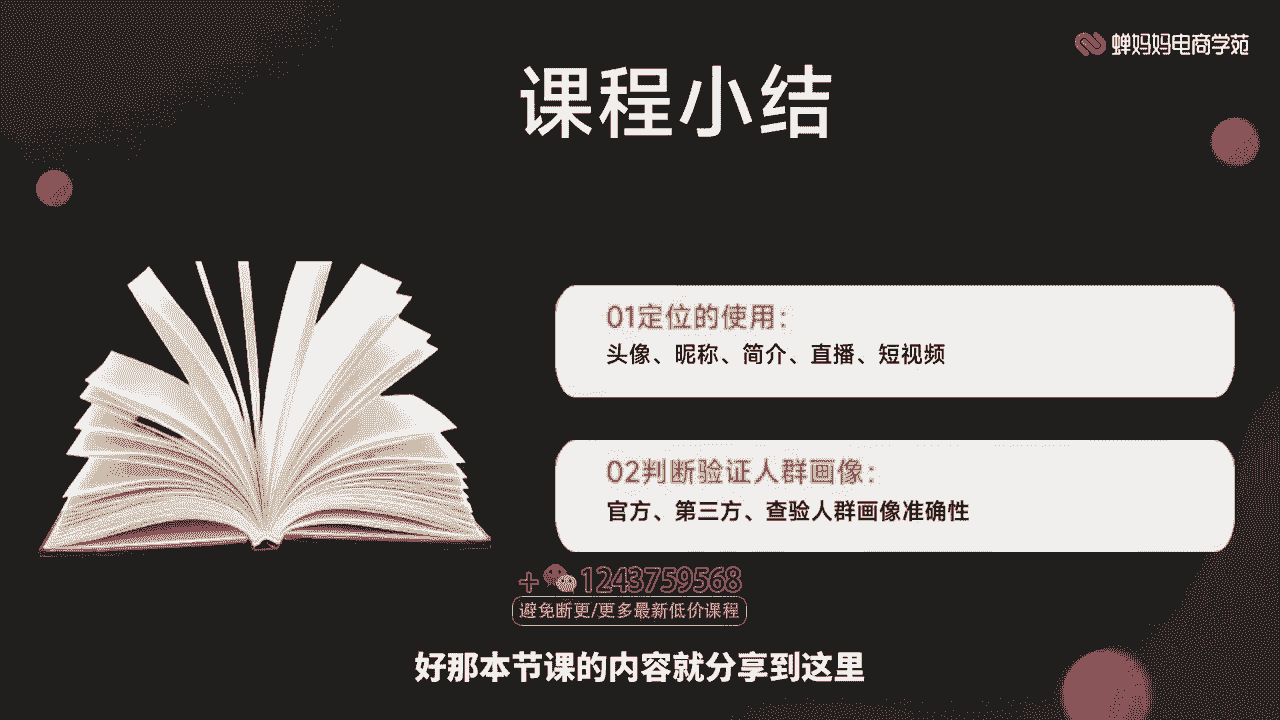 蝉妈妈电商学苑
课程小结
01定位的使用：
头像、昵称、简介、直播、短视频
02判断验证人群画像：
官方、第三方、查验人群画像准确性
+1243759568
避免断更/更多最新低价课程
好那本节课的内容就分享到这里